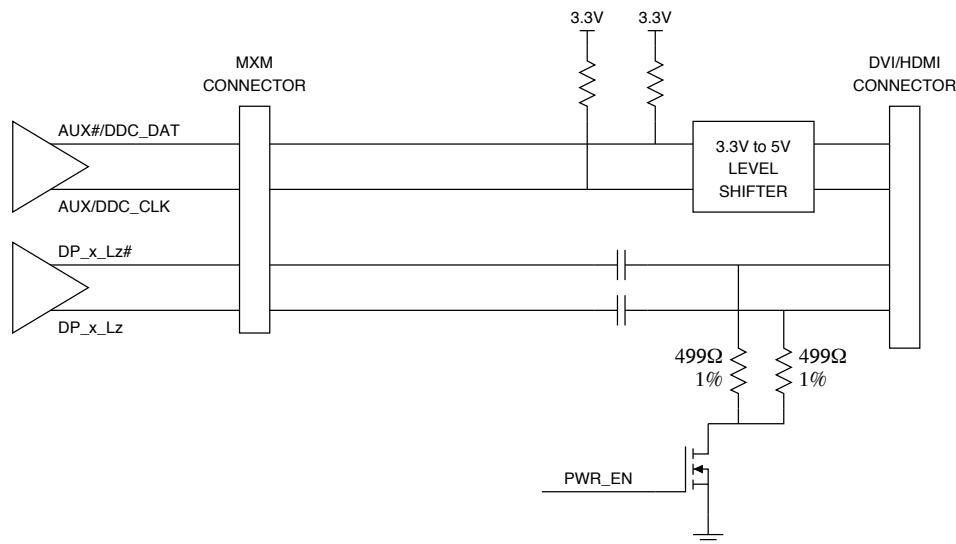 3.3V
3.3V
MXM
CONNECTOR
DVI/HDMI
CONNECTOR
AUX#/DDC_DAT
3.3V to 5V
LEVEL
SHIFTER
AUX/DDC_CLK
DP_x_Lz#
DP_x_Lz
499Ω
1%
499Ω
1%
PWR_EN